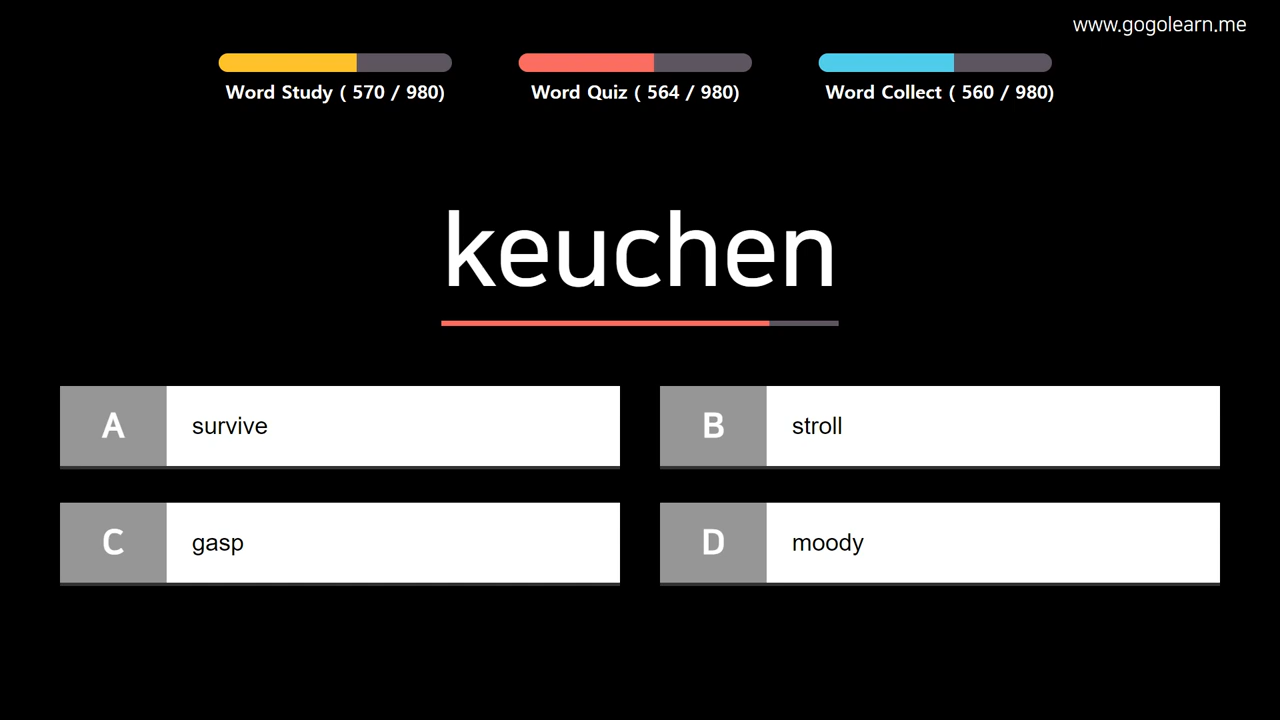 www.gogolearn.me
Word Study ( 570 / 980)
Word Quiz ( 564 / 980)
Word Collect ( 560 / 980)
keuchen
A survive
B stroll
C gasp
D moody